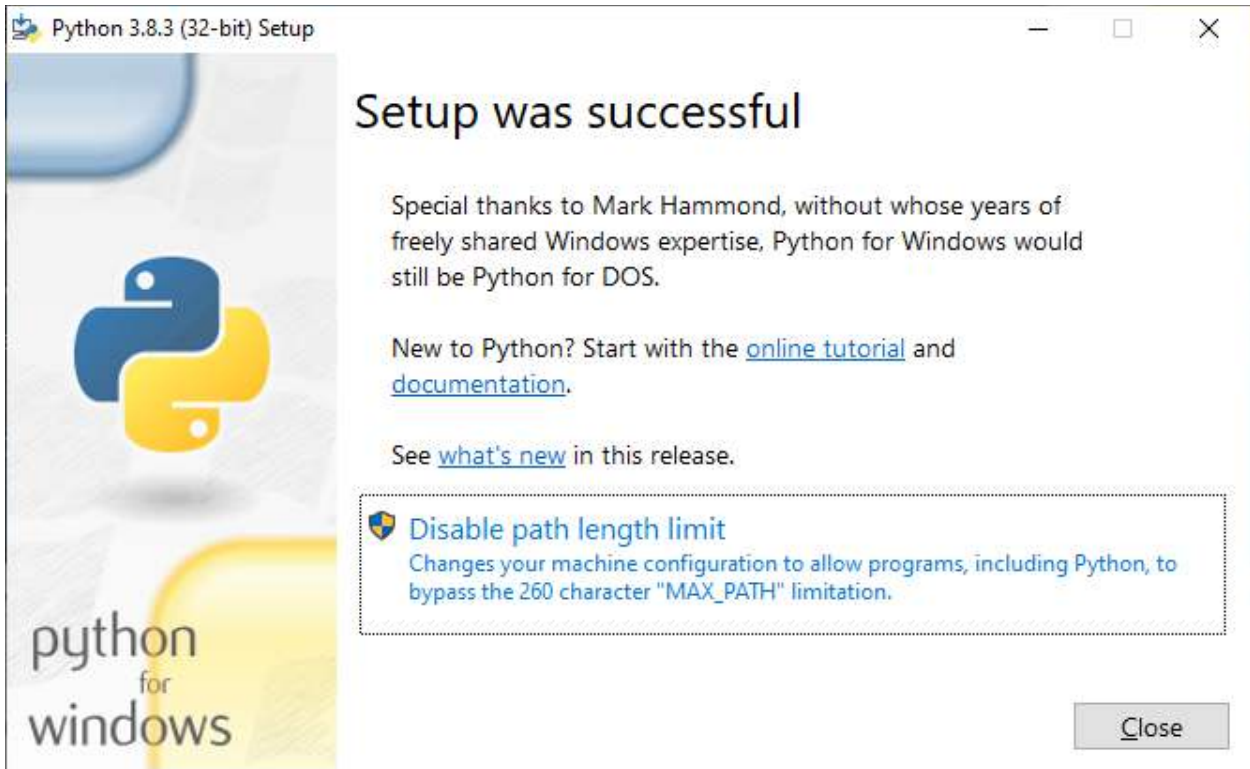 Python 3.8.3 (32-bit) Setup
Setup was successful
Special thanks to Mark Hammond, without whose years of
freely shared Windows expertise, Python for Windows would
still be Python for DOS.
New to Python? Start with the online tutorial and
documentation.
See what's new in this release.
Disable path length limit
Changes your machine configuration to allow programs, including Python, to
bypass the 260 character "MAX_PATH" limitation.
python
for
windows
Close